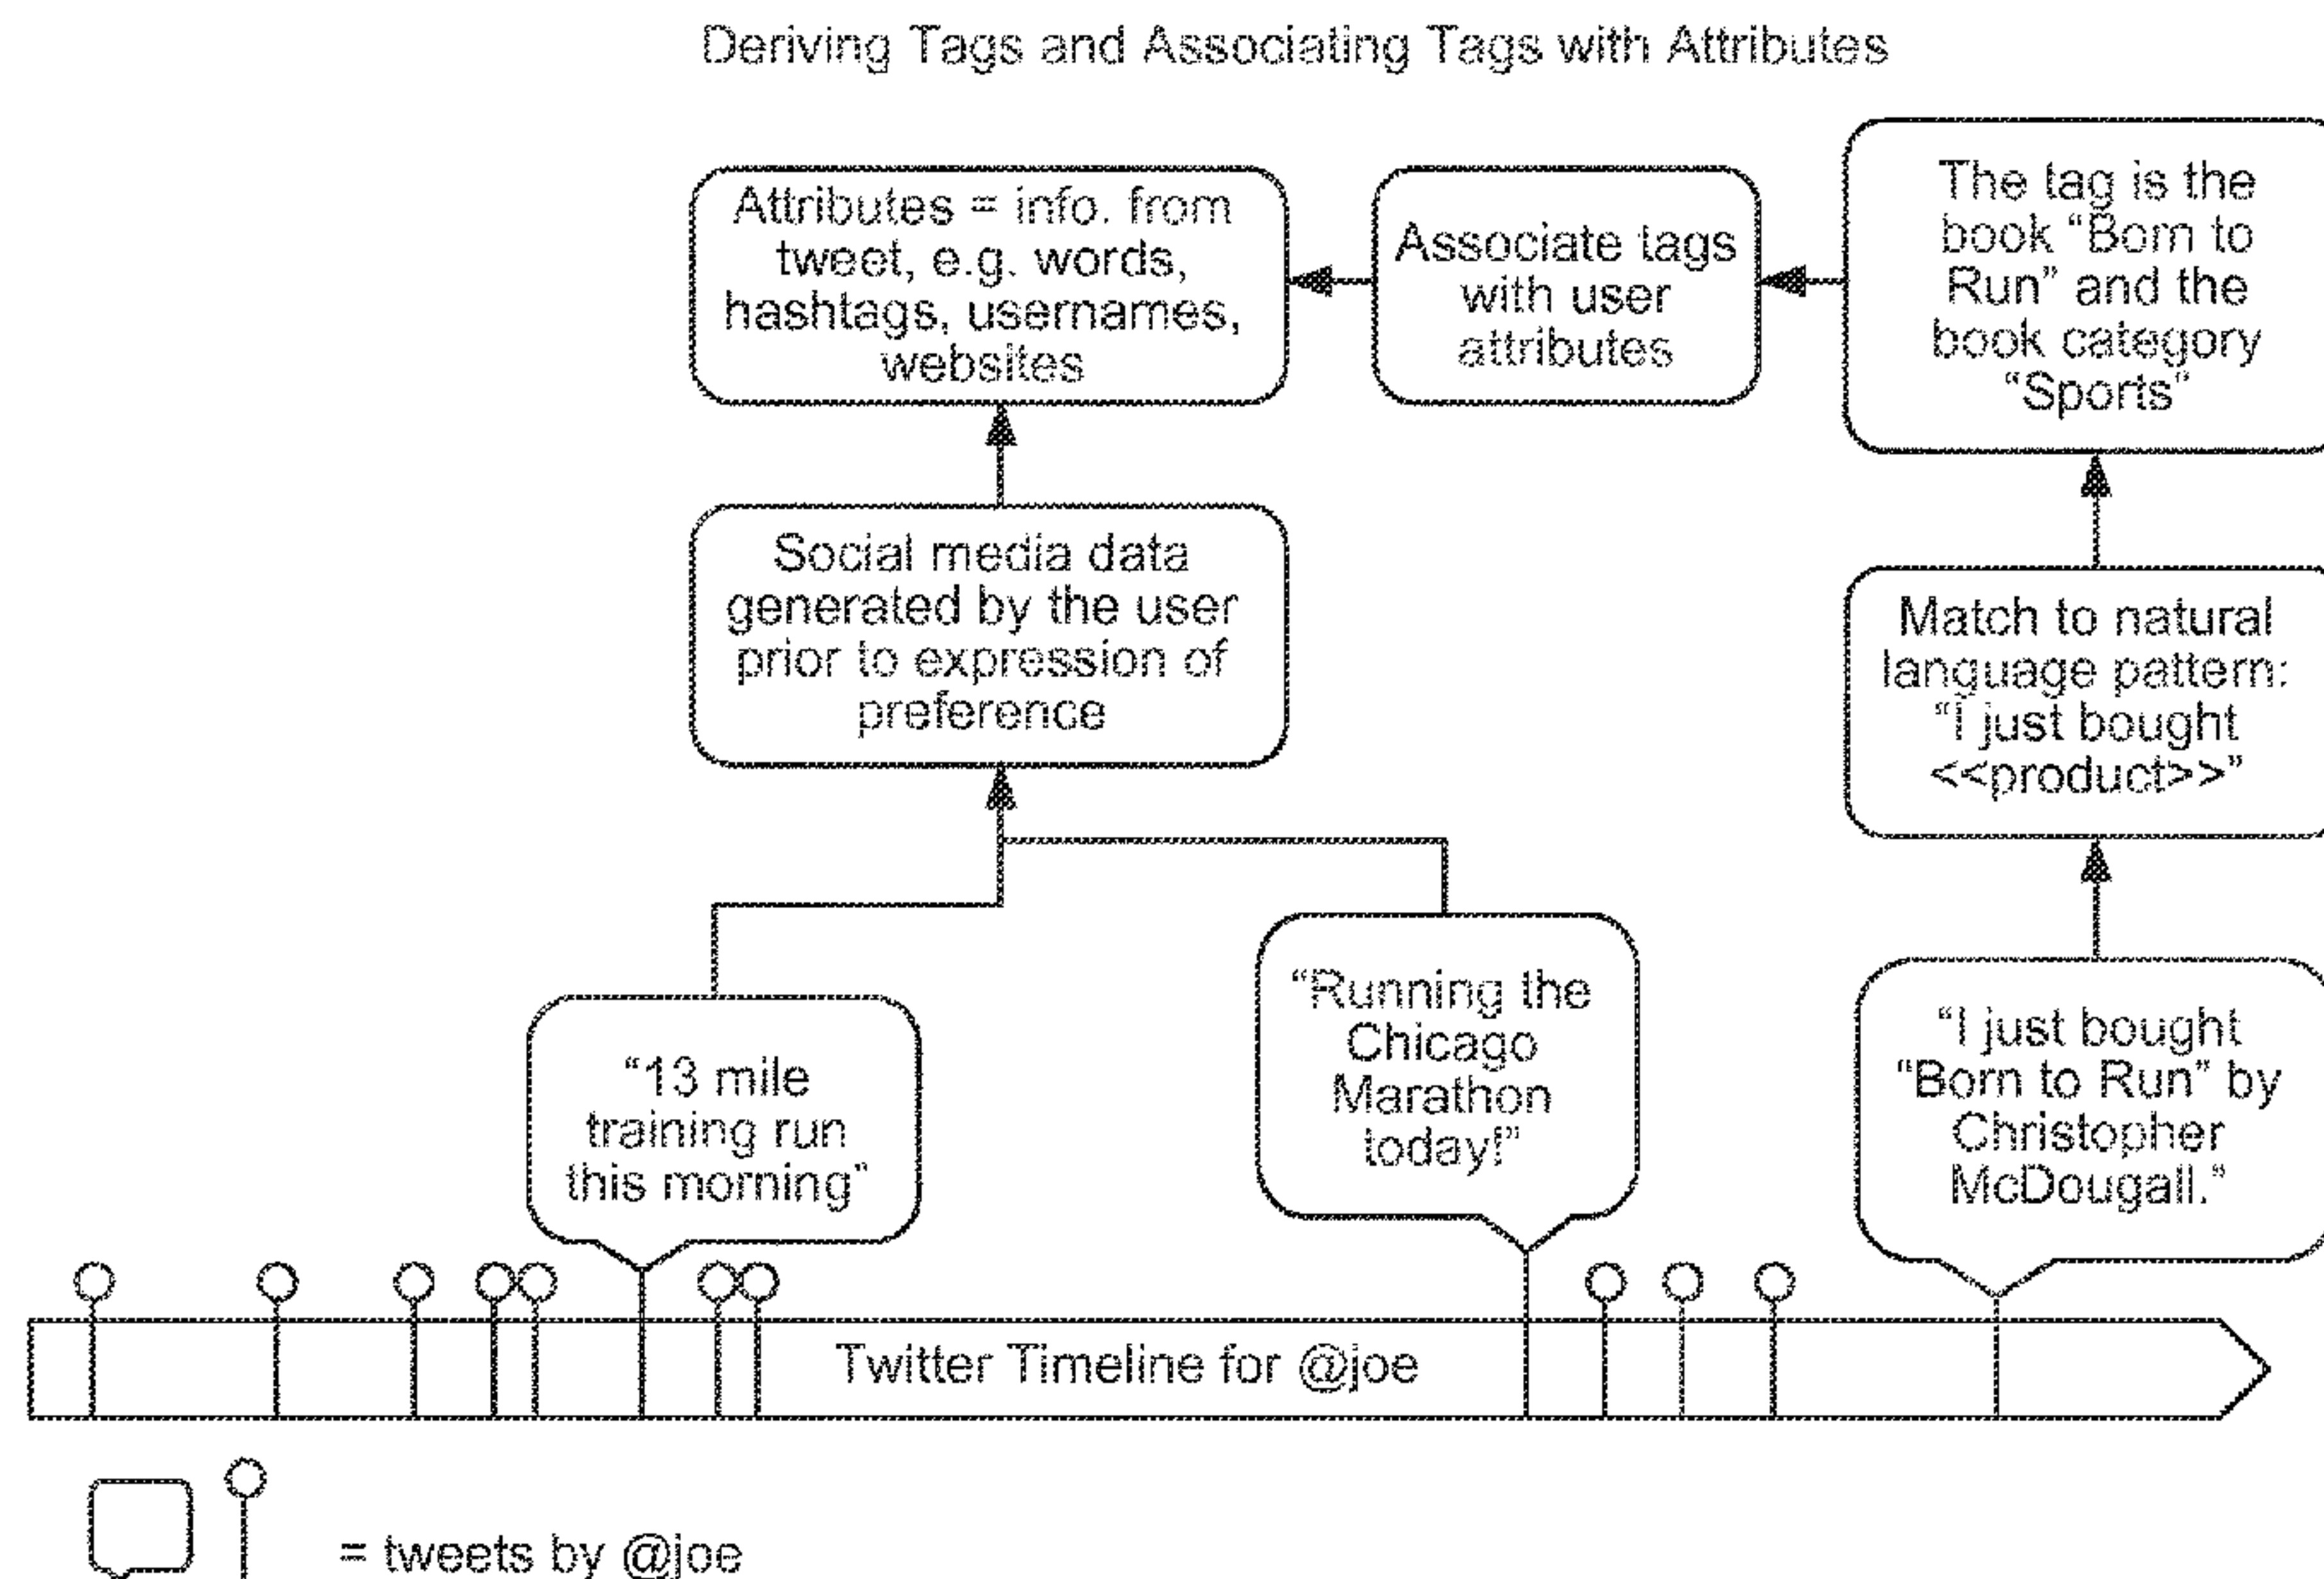 Deriving Tags and Associating Tags with Attributes
Attributes = info. from
tweet, e.g. words,
hashtags, usernames,
websites
Associate tags
with user
attributes
The tag is the
book “Born to
Run” and the
book category
“Sports“
Social media data
generated by the user
prior to expression of
preference
Match to natural
language pattern:
“I just bought
<<product>>”
“13 mile
training run
this morning”
“Running the
Chicago
Marathon
today!”
“I just bought
“Born to Run” by
Christopher
McDougall.”
Twitter Timeline for @joe
= tweets by @joe